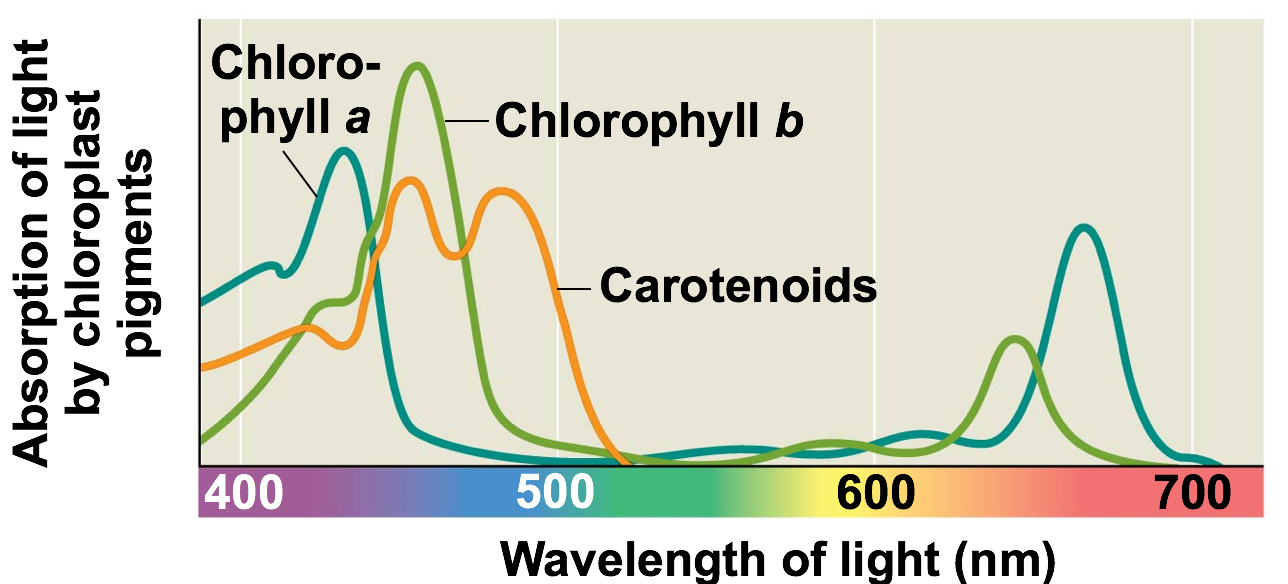 Absorption of light
by chloroplast
pigments
Chloro-
phyll a
Chlorophyll b
Carotenoids
400 500 600 700
Wavelength of light (nm)